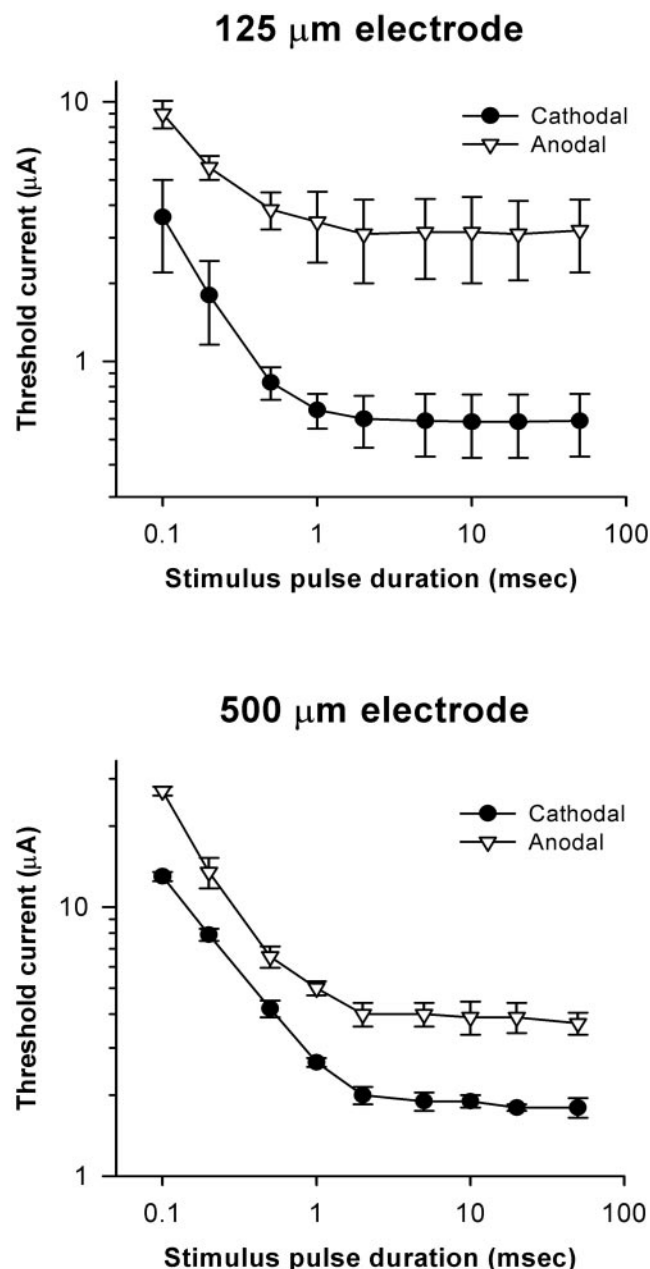 125 μm electrode
10
1
Threshold current (μA)
Cathodal
Anodal
0.1 1 10 100
Stimulus pulse duration (msec)
500 μm electrode
10
1
Threshold current (μA)
Cathodal
Anodal
0.1 1 10 100
Stimulus pulse duration (msec)